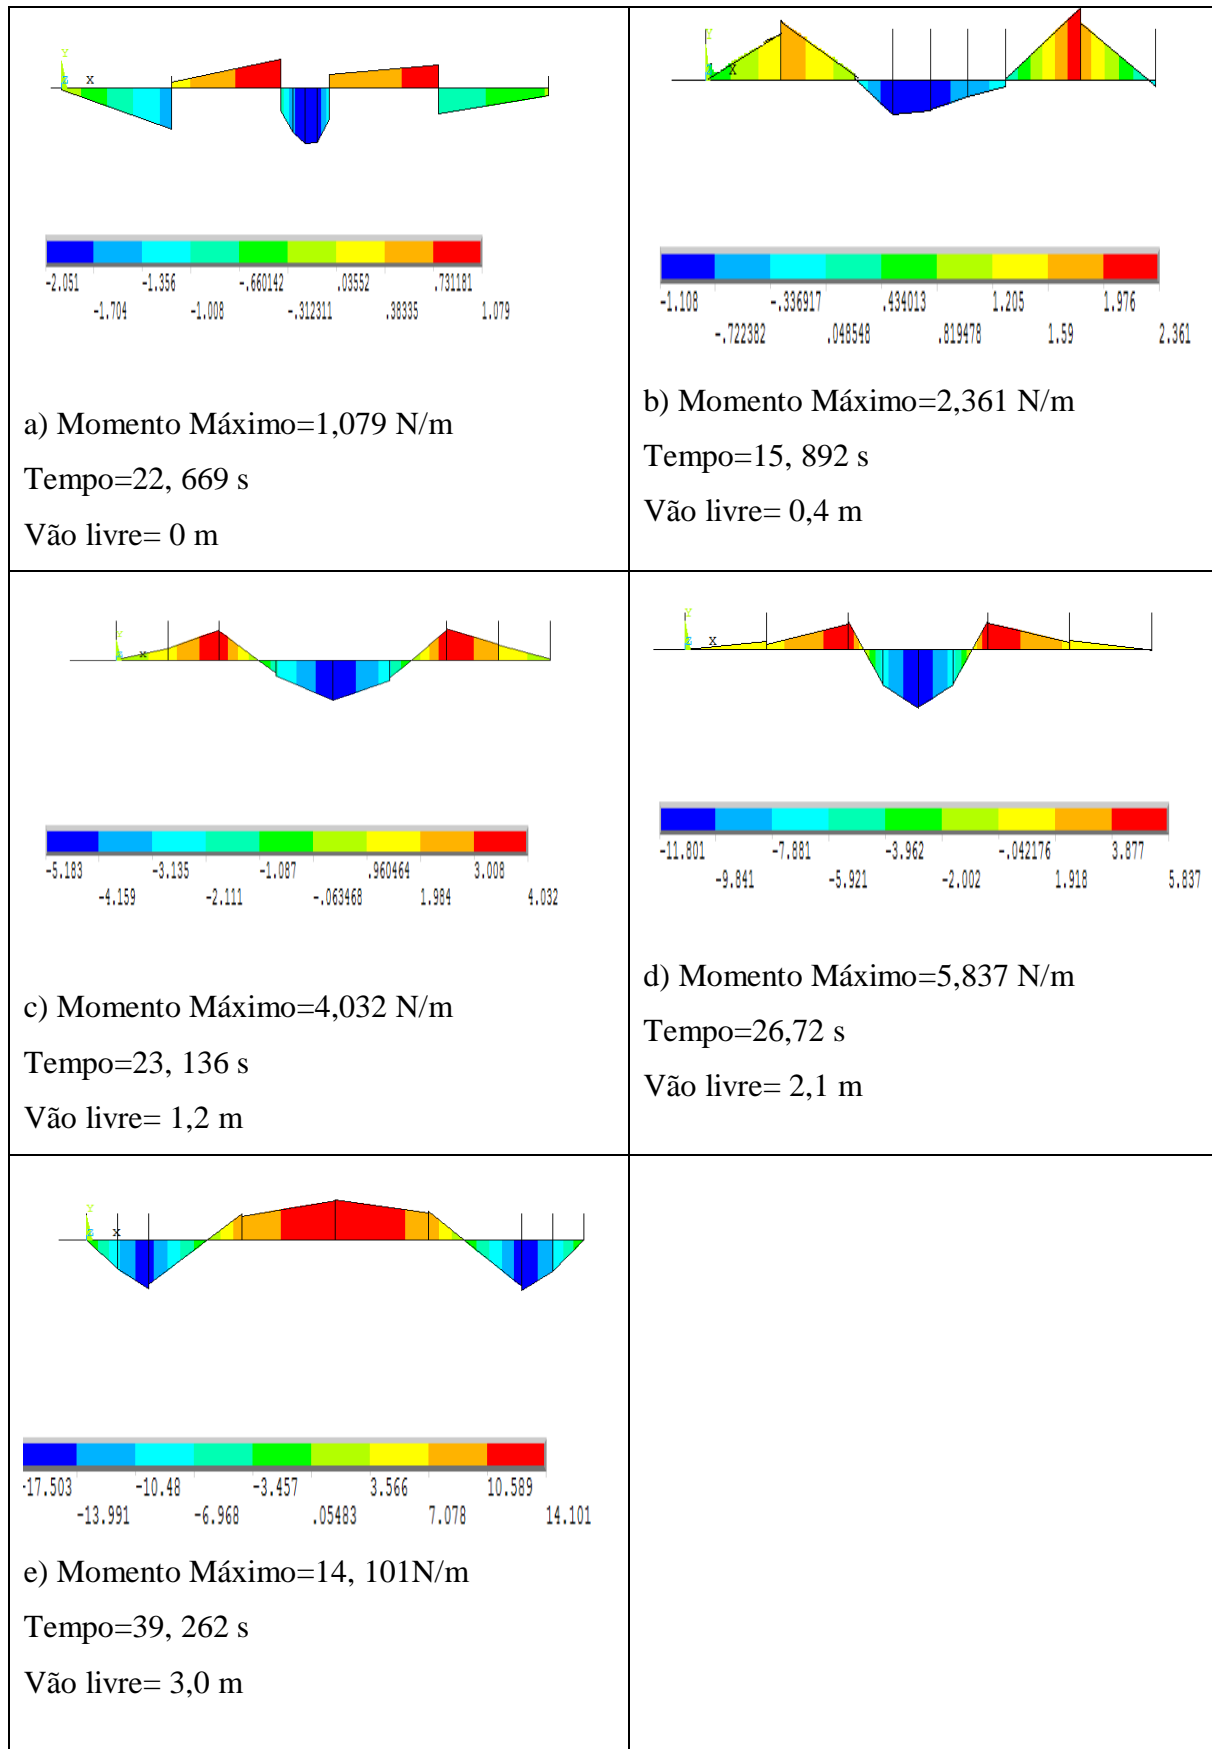 Y
Z X
-2.051 -1.356 -.660142 .03552 .731181
-1.704 -1.008 -.312311 .38335 1.079
a) Momento Máximo=1,079 N/m
Tempo=22, 669 s
Vão livre= 0 m
Y
X
-1.108 -.336917 .434013 1.205 1.976
-.722382 .048548 .819478 1.59 2.361
b) Momento Máximo=2,361 N/m
Tempo=15, 892 s
Vão livre= 0,4 m
Y
Z X
-5.183 -3.135 -1.087 .960464 3.008
-4.159 -2.111 -.063468 1.984 4.032
c) Momento Máximo=4,032 N/m
Tempo=23, 136 s
Vão livre= 1,2 m
Y
Z X
-11.801 -7.881 -3.962 -.042176 3.877
-9.841 -5.921 -2.002 1.918 5.837
d) Momento Máximo=5,837 N/m
Tempo=26,72 s
Vão livre= 2,1 m
Y
Z X
-17.503 -10.48 -3.457 3.566 10.589
-13.991 -6.968 .05483 7.078 14.101
e) Momento Máximo=14, 101N/m
Tempo=39, 262 s
Vão livre= 3,0 m